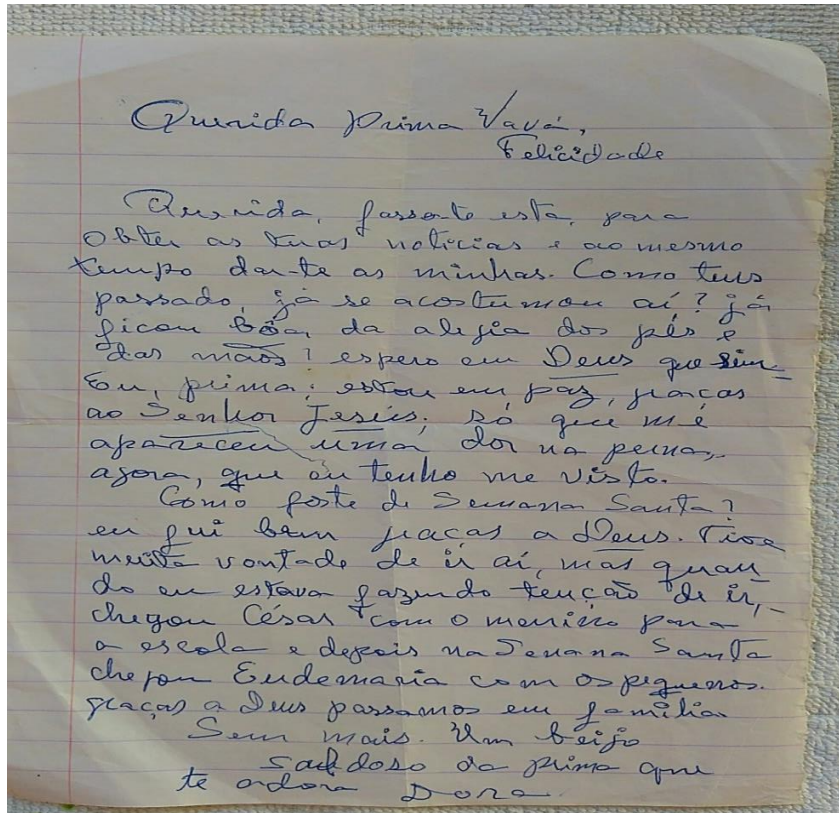 Querida prima Vavá,
Felicidade
Querida, faço-te esta, para
obter as tuas notícias e ao mesmo
tempo dar-te as minhas. Como tens
passado, já se acostumou aí? já
ficou bôa, da alegia dos pés e
das mãos? espero em Deus que sim-
Eu, prima; estou em paz, graças
ao Senhor Jesús; só que me
apareceu uma dor na perna,
agora, que eu tenho me visto.
Como foste de Semana Santa?
eu fui bem graças a Deus. Tive
muita vontade de ir aí, mas quan-
do eu estava fazendo tenção de ir,-
chegou César com o menino para
a escola e depois na Semana Santa
chegou Eudemaria com os pequenos.
graças a Deus passamos em família
Sem mais. Um beijo
saudoso da prima que
te adora Dora.